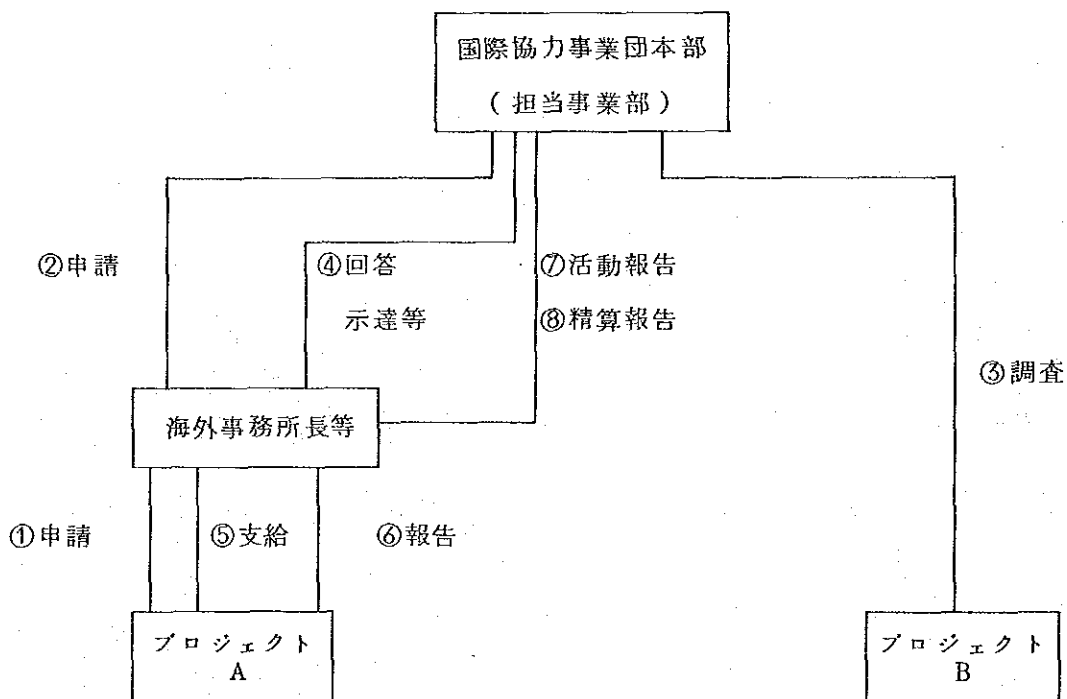 国際協力事業団本部
(担当事業部)
②申請
④回答
示達等
⑦活動報告
⑧精算報告
③調査
海外事務所長等
①申請
⑤支給
⑥報告
プロジェクト
A
プロジェクト
B